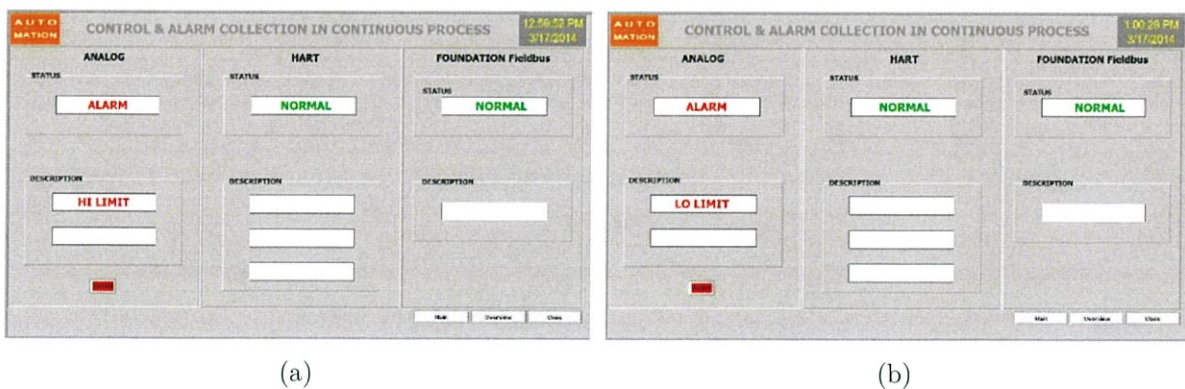 AUTO
MATION
CONTROL & ALARM COLLECTION IN CONTINUOUS PROCESS
12:59:52 PM
3/17/2014
ANALOG
HART
FOUNDATION Fieldbus
STATUS
STATUS
STATUS
ALARM
NORMAL
NORMAL
DESCRIPTION
DESCRIPTION
DESCRIPTION
HI LIMIT
Main
Overview
Close
(a)
AUTO
MATION
CONTROL & ALARM COLLECTION IN CONTINUOUS PROCESS
1:00:29 PM
3/17/2014
ANALOG
HART
FOUNDATION Fieldbus
STATUS
STATUS
STATUS
ALARM
NORMAL
NORMAL
DESCRIPTION
DESCRIPTION
DESCRIPTION
LO LIMIT
Main
Overview
Close
(b)